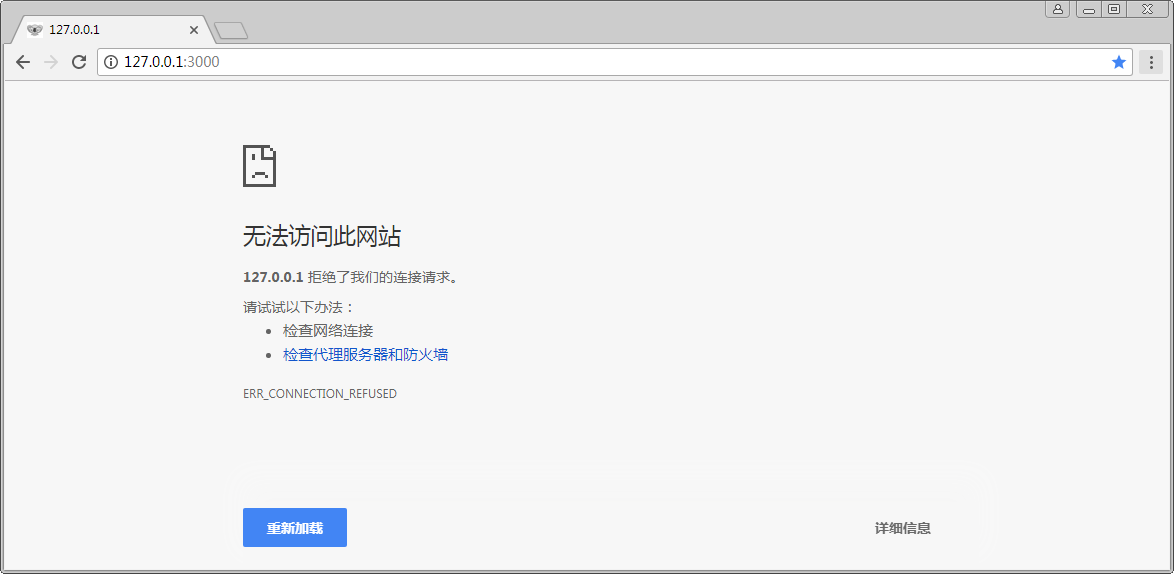 127.0.0.1
127.0.0.1:3000
无法访问此网站
127.0.0.1 拒绝了我们的连接请求。
请试试以下办法：
检查网络连接
检查代理服务器和防火墙
ERR_CONNECTION_REFUSED
重新加载
详细信息